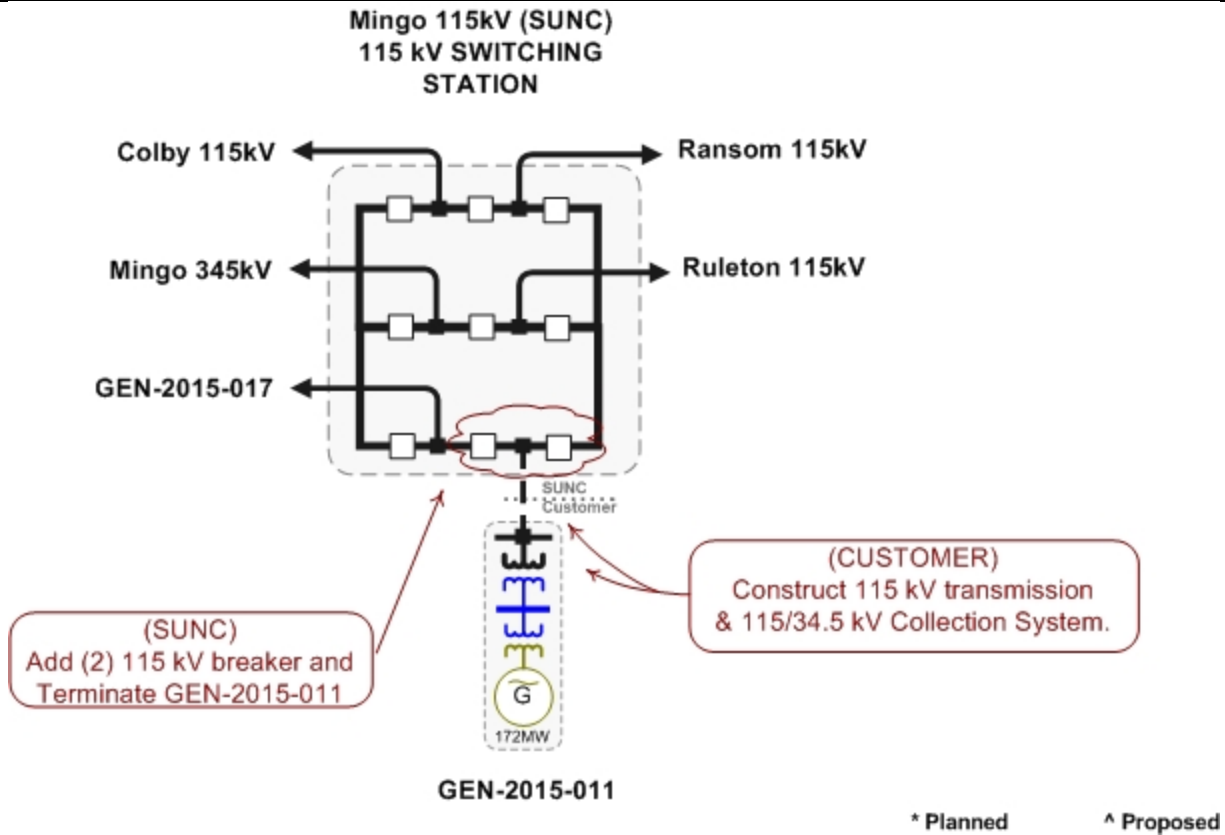 Mingo 115kV (SUNC)
115 kV SWITCHING
STATION
Colby 115kV
Ransom 115kV
Mingo 345kV
Ruleton 115kV
GEN-2015-017
SUNC
Customer
(CUSTOMER)
Construct 115 kV transmission
& 115/34.5 kV Collection System.
(SUNC)
Add (2) 115 kV breaker and
Terminate GEN-2015-011
G
172MW
GEN-2015-011
* Planned
^ Proposed